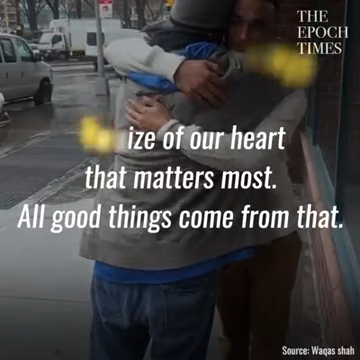 THE
EPOCH
TIMES
ize of our heart
that matters most.
All good things come from that.
Source: Waqas shah